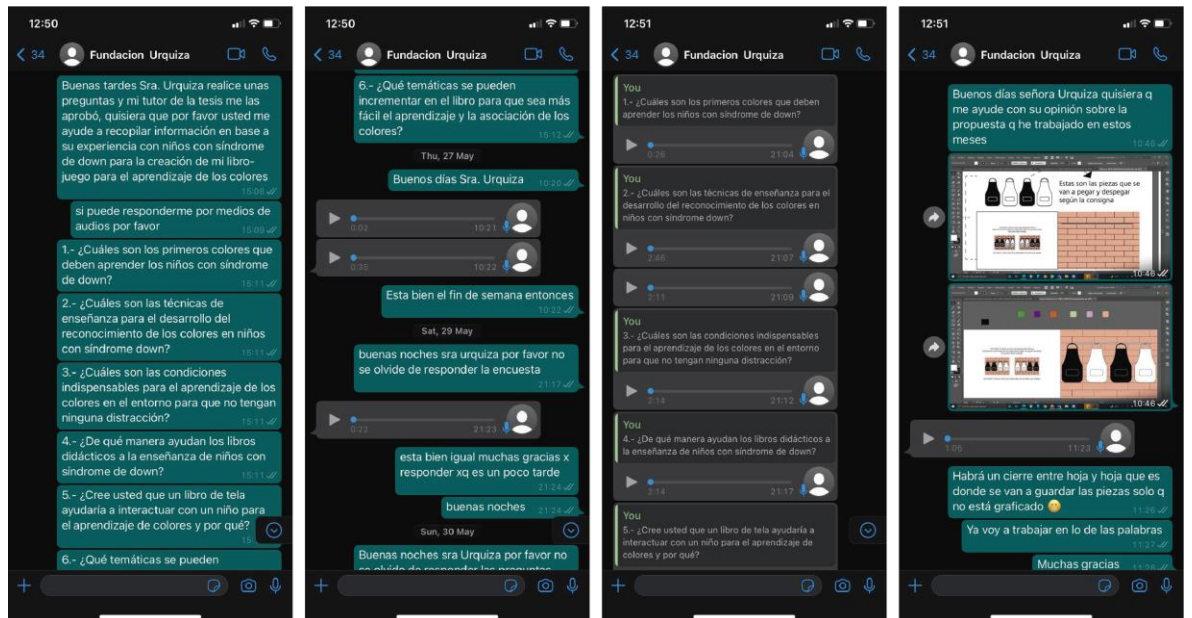 12:50
34
Fundacion Urquiza
Buenas tardes Sra. Urquiza realice unas
preguntas y mi tutor de la tesis me las
aprobó, quisiera que por favor usted me
ayude a recopilar información en base a
su experiencia con niños con síndrome
de down para la creación de mi libro-
juego para el aprendizaje de los colores
15:08
si puede responderme por medios de
audios por favor
15:09
1.- ¿Cuáles son los primeros colores que
deben aprender los niños con síndrome
de down?
15:11
2.- ¿Cuáles son las técnicas de
enseñanza para el desarrollo del
reconocimiento de los colores en niños
con síndrome down?
15:11
3.- ¿Cuáles son las condiciones
indispensables para el aprendizaje de los
colores en el entorno para que no tengan
ninguna distracción?
15:11
4.- ¿De qué manera ayudan los libros
didácticos a la enseñanza de niños con
síndrome de down?
15:11
5.- ¿Cree usted que un libro de tela
ayudaría a interactuar con un niño para
el aprendizaje de colores y por qué?
15
6.- ¿Qué temáticas se pueden
12:50
34
Fundacion Urquiza
6.- ¿Qué temáticas se pueden
incrementar en el libro para que sea más
fácil el aprendizaje y la asociación de los
colores?
15:12
Thu, 27 May
Buenos días Sra. Urquiza
10:20
0:02
10:21
0:35
10:22
Esta bien el fin de semana entonces
10:22
Sat, 29 May
buenas noches sra urquiza por favor no
se olvide de responder la encuesta
21:17
0:22
21:23
esta bien igual muchas gracias x
responder xq es un poco tarde
21:24
buenas noches
21:24
Sun, 30 May
Buenas noches sra Urquiza por favor no
se olvide de responder las preguntas
12:51
34
Fundacion Urquiza
You
1.- ¿Cuáles son los primeros colores que deben
aprender los niños con síndrome de down?
0:26
21:04
You
2.- ¿Cuáles son las técnicas de enseñanza para el
desarrollo del reconocimiento de los colores en
niños con síndrome down?
2:46
21:07
2:11
21:09
You
3.- ¿Cuáles son las condiciones indispensables
para el aprendizaje de los colores en el entorno
para que no tengan ninguna distracción?
2:14
21:12
You
4.- ¿De qué manera ayudan los libros didácticos a
la enseñanza de niños con síndrome de down?
2:14
21:17
You
5.- ¿Cree usted que un libro de tela ayudaría a
interactuar con un niño para el aprendizaje de
colores y por qué?
12:51
34
Fundacion Urquiza
Buenos días señora Urquiza quisiera q
me ayude con su opinión sobre la
propuesta q he trabajado en estos
meses
10:46
Estas son las piezas que se
van a pegar y despegar
según la consigna
10:46
10:46
1:06
11:23
Habrá un cierre entre hoja y hoja que es
donde se van a guardar las piezas solo q
no está graficado
11:26
Ya voy a trabajar en lo de las palabras
11:27
Muchas gracias
11:28